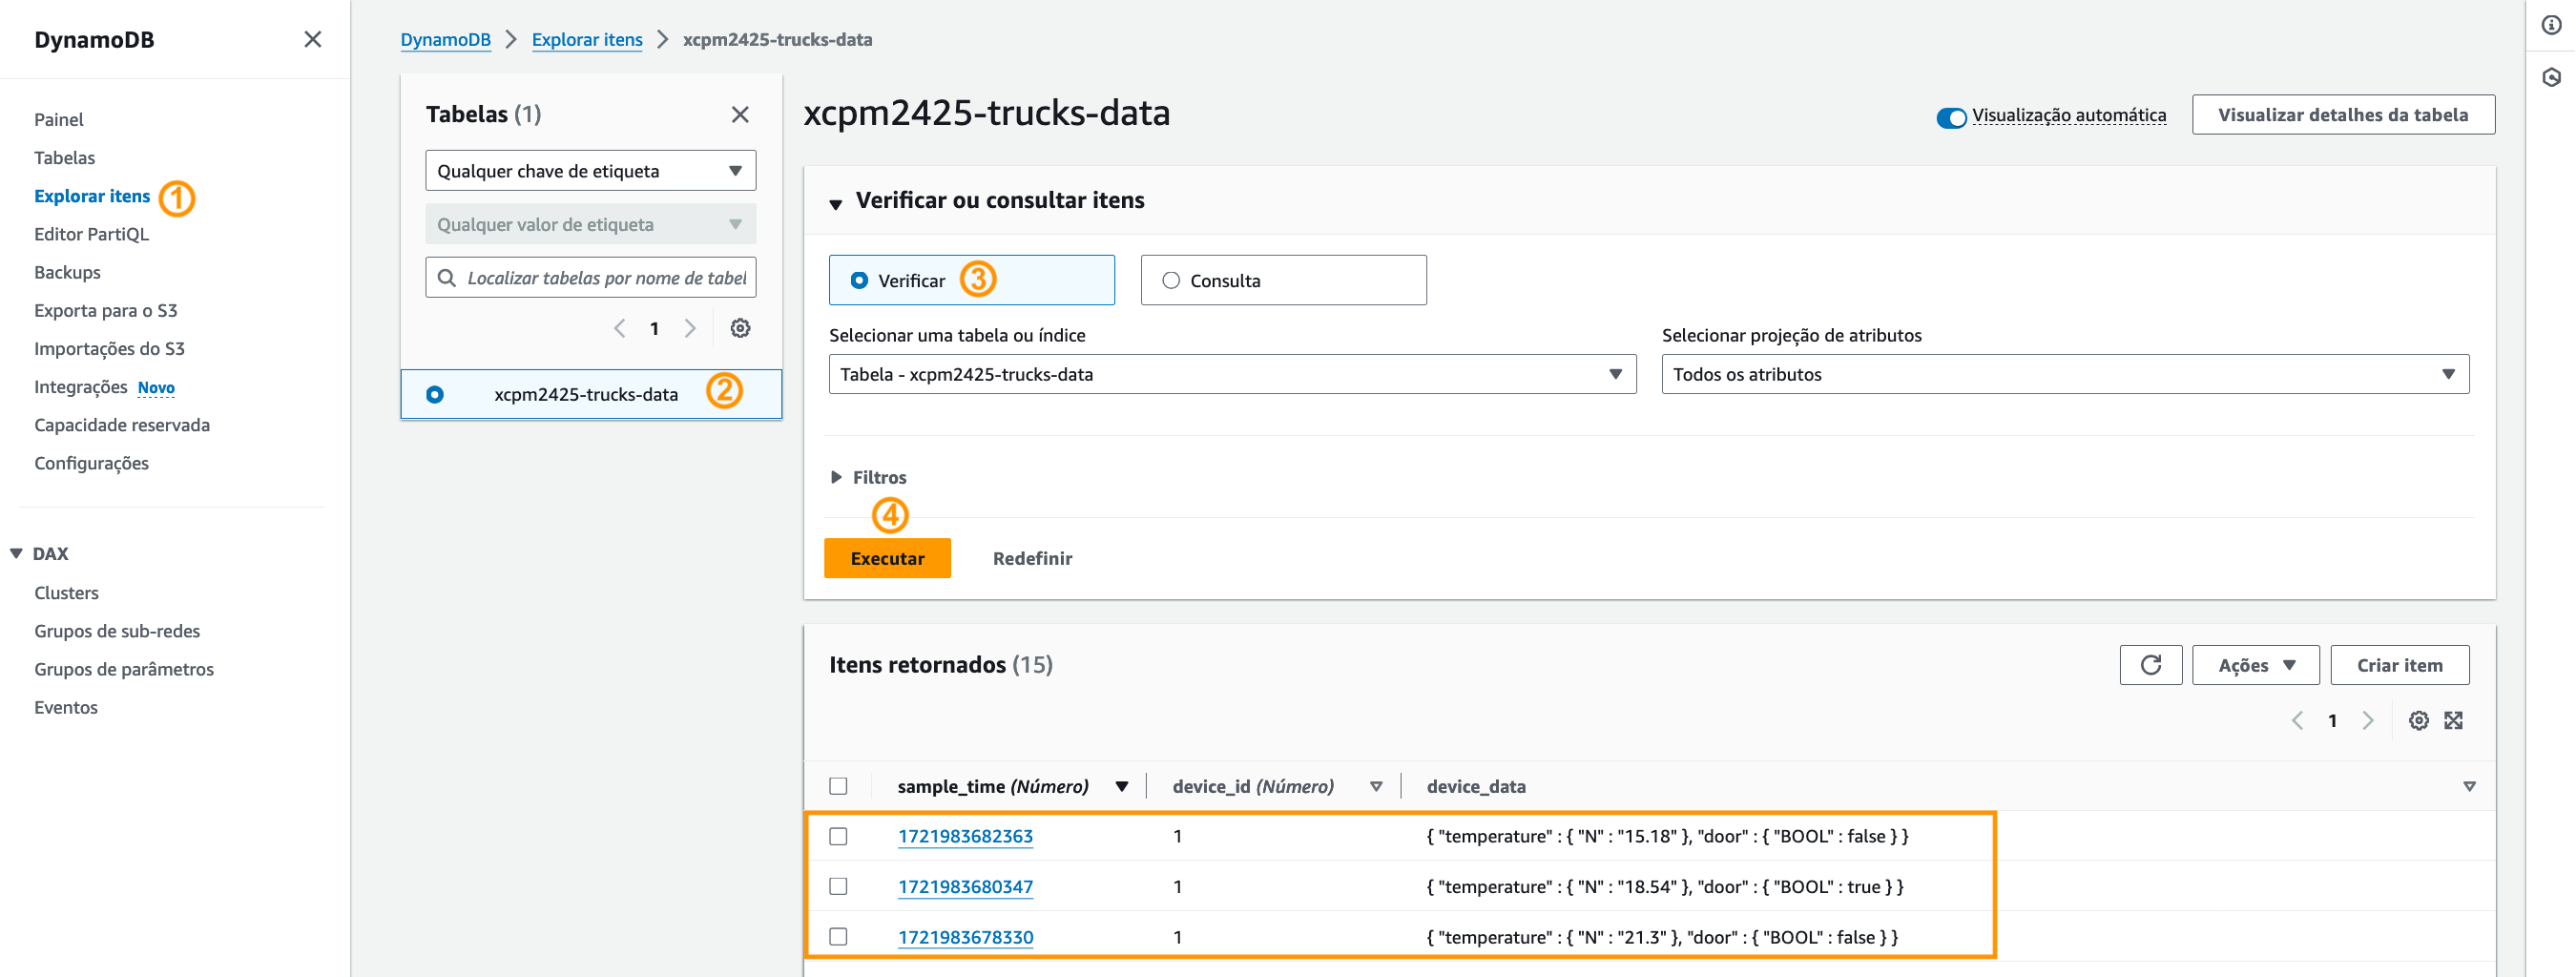 DynamoDB
Painel
Tabelas
Explorar itens 1
Editor PartiQL
Backups
Exporta para o S3
Importações do S3
Integrações Novo
Capacidade reservada
Configurações
DAX
Clusters
Grupos de sub-redes
Grupos de parâmetros
Eventos
DynamoDB > Explorar itens > xcpm2425-trucks-data
Tabelas (1)
Qualquer chave de etiqueta
Qualquer valor de etiqueta
Localizar tabelas por nome de tabel
1
xcpm2425-trucks-data 2
xcpm2425-trucks-data
Visualização automática
Visualizar detalhes da tabela
Verificar ou consultar itens
Verificar 3
Consulta
Selecionar uma tabela ou índice
Tabela - xcpm2425-trucks-data
Selecionar projeção de atributos
Todos os atributos
Filtros
4
Executar
Redefinir
Itens retornados (15)
Ações
Criar item
1
sample_time (Número) device_id (Número) device_data
1721983682363 1 { "temperature" : { "N" : "15.18" }, "door" : { "BOOL" : false } }
1721983680347 1 { "temperature" : { "N" : "18.54" }, "door" : { "BOOL" : true } }
1721983678330 1 { "temperature" : { "N" : "21.3" }, "door" : { "BOOL" : false } }